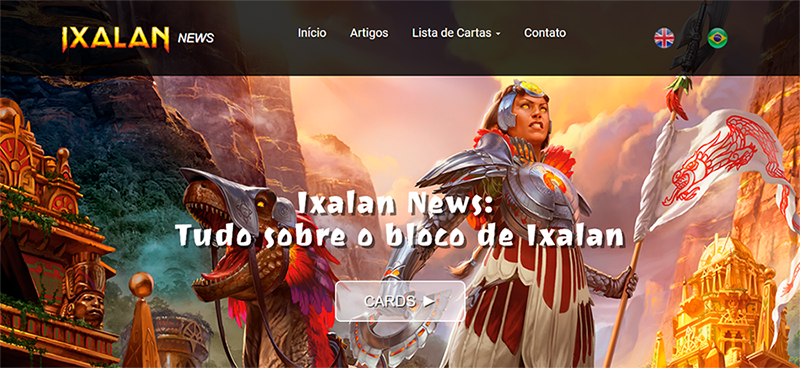 IXALAN NEWS
Início Artigos Lista de Cartas Contato
Ixalan News:
Tudo sobre o bloco de Ixalan
CARDS